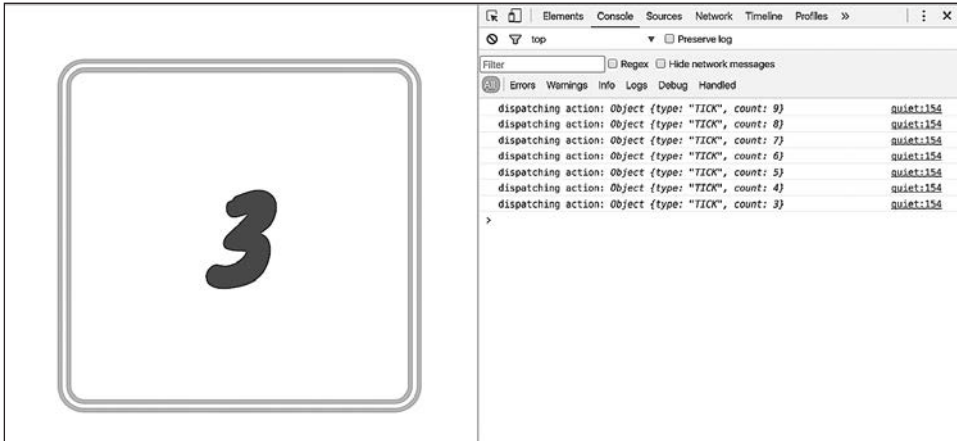 3
Elements Console Sources Network Timeline Profiles »
top Preserve log
Filter Regex Hide network messages
All Errors Warnings Info Logs Debug Handled
dispatching action: Object {type: "TICK", count: 9} quiet:154
dispatching action: Object {type: "TICK", count: 8} quiet:154
dispatching action: Object {type: "TICK", count: 7} quiet:154
dispatching action: Object {type: "TICK", count: 6} quiet:154
dispatching action: Object {type: "TICK", count: 5} quiet:154
dispatching action: Object {type: "TICK", count: 4} quiet:154
dispatching action: Object {type: "TICK", count: 3} quiet:154
>